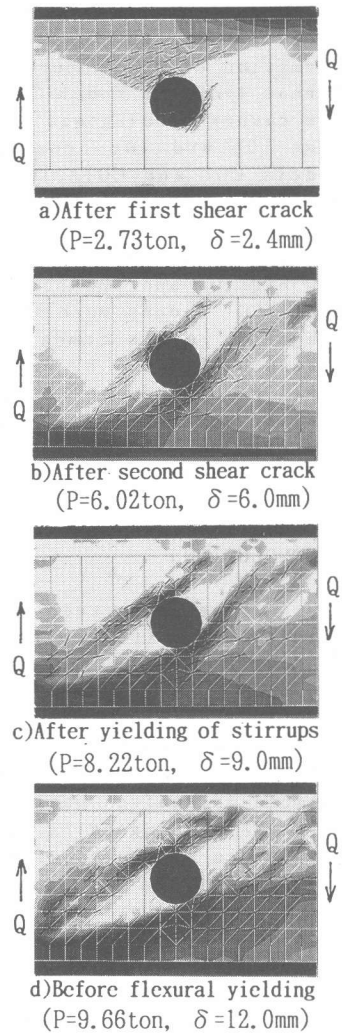 Q
Q
a)After first shear crack
(P=2.73ton, δ=2.4mm)
Q
Q
b)After second shear crack
(P=6.02ton, δ=6.0mm)
Q
Q
c)After yielding of stirrups
(P=8.22ton, δ=9.0mm)
Q
Q
d)Before flexural yielding
(P=9.66ton, δ=12.0mm)